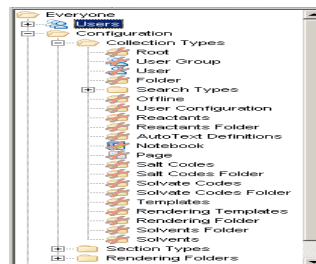 Everyone
Users
Configuration
Collection Types
Root
User Group
User
Folder
Search Types
Offline
User Configuration
Reactants
Reactants Folder
AutoText Definitions
Notebook
Page
Salt Codes
Salt Codes Folder
Solvate Codes
Solvate Codes Folder
Templates
Rendering Templates
Rendering Folder
Solvents Folder
Solvents
Section Types
Rendering Folders